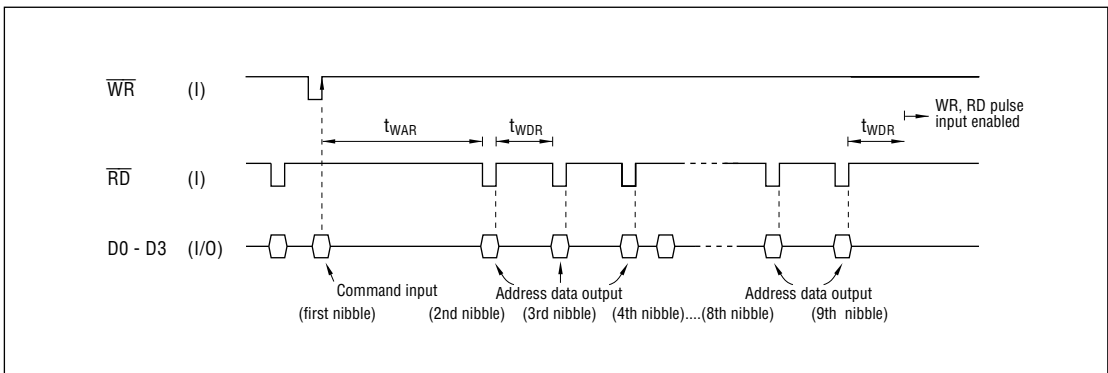 WR (I)
WR, RD pulse
input enabled
tWAR tWDR tWDR
RD (I)
D0 - D3 (I/O)
Command input Address data output Address data output
(first nibble) (2nd nibble) (3rd nibble) (4th nibble)....(8th nibble) (9th nibble)